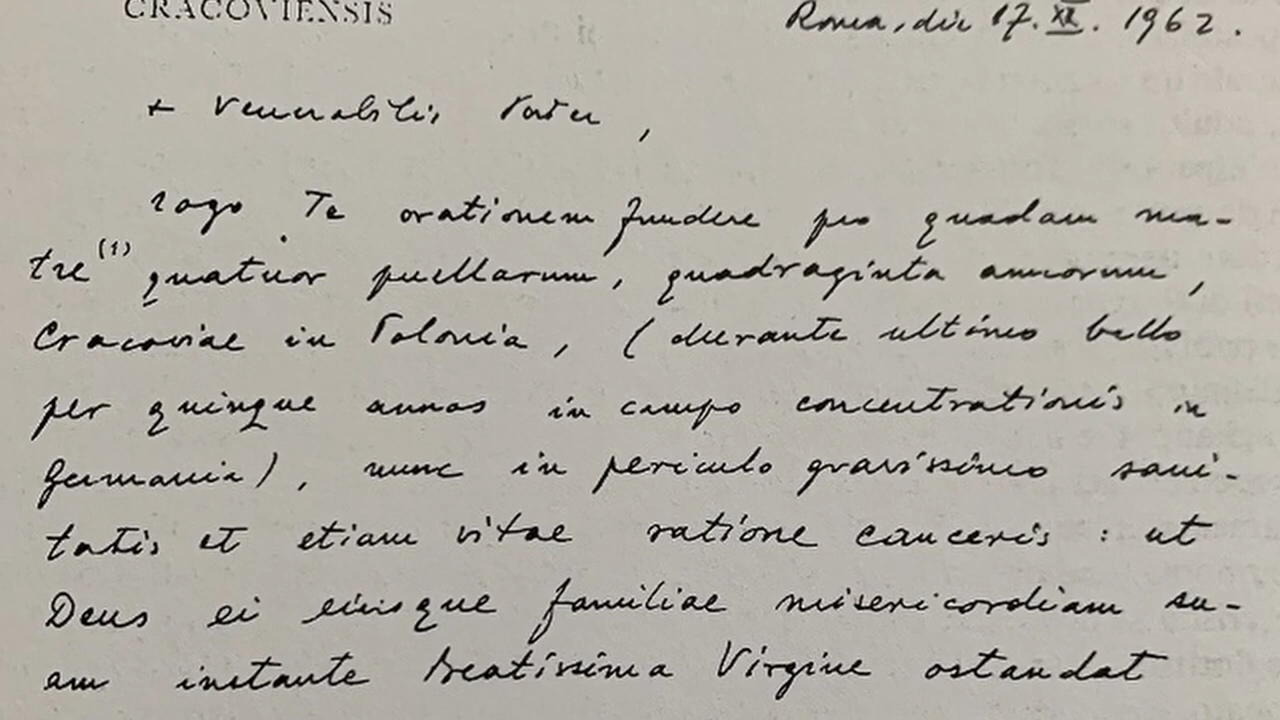 CRACOVIENSIS
Roma, die 17. XI. 1962.
+ Venerabilis Pater,
rogo Te orationem fundere pro quadam ma-
tre(1) quatuor puellarum, quadraginta annorum,
Cracoviae in Polonia, (durante ultimo bello
per quinque annos in campo concentrationis in
Germania), nunc in periculo gravissimo sani-
tatis et etiam vitae ratione canceris : ut
Deus ei eiusque familiae misericordiam su-
am instante Beatissima Virgine ostandat